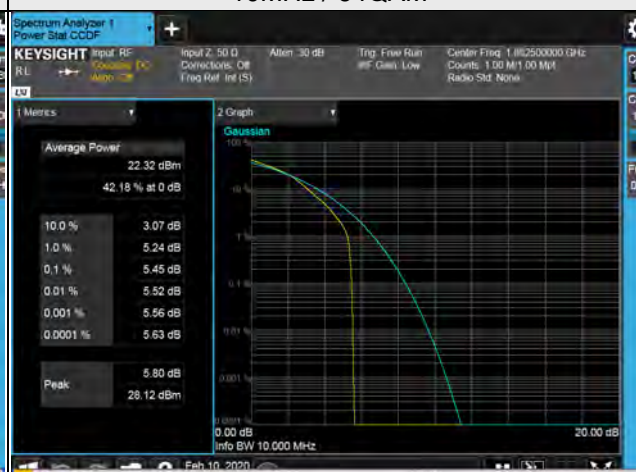 Spectrum Analyzer 1
Power Stat CCDF
+
KEYSIGHT
RL
Input: RF
Coupling: DC
Align: Off
Input Z: 50 Ω
Corrections: Off
Freq Ref: Int (S)
Atten: 30 dB
Trig: Free Run
#IF Gain: Low
Center Freq:
Counts: 1.00 M/1.00 Mpt
Radio Std: None
1 Metrics
2 Graph
Average Power
22.32 dBm
42.18 % at 0 dB
10.0 % 3.07 dB
1.0 % 5.24 dB
0.1 % 5.45 dB
0.01 % 5.52 dB
0.001 % 5.56 dB
0.0001 % 5.63 dB
Peak
5.80 dB
28.12 dBm
Gaussian
100 %
10 %
1 %
0.1 %
0.01 %
0.001 %
0.0001 %
0.00 dB
20.00 dB
Info BW 10.000 MHz
Feb 10, 2020